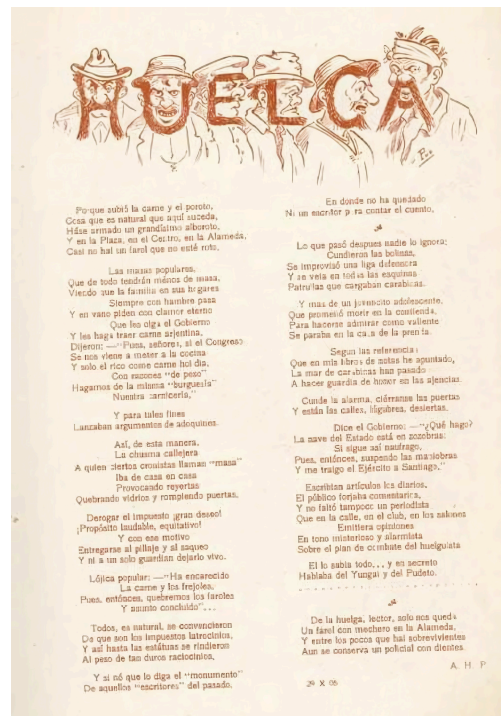 HUELGA
Porque subió la carne y el poroto,
Cosa que es natural que aquí suceda,
Háse armado un grandísimo alboroto,
Y en la Plaza, en el Centro, en la Alameda,
Casi no hai un farol que no esté roto.
Las masas populares,
Que de todo tendrán ménos de masa,
Viendo que la familia en sus hogares
Siempre con hambre pasa
Y en vano piden con clamor eterno
Que les oiga el Gobierno
Y les haga traer carne arjentina,
Dijeron: —"Pues, señores, si el Congreso
Se nos viene a meter a la cocina
Y solo el rico come carne hoi dia,
Con razones "de peso"
Hagamos de la misma "burguesía"
Nuestra carnicería,"
Y para tales fines
Lanzaban argumentos de adoquines.
Así, de esta manera,
La chusma callejera
A quien ciertos cronistas llaman "masa"
Iba de casa en casa
Provocando reyertas
Quebrando vidrios y rompiendo puertas.
Derogar el impuesto ¡gran deseo!
¡Propósito laudable, equitativo!
Y con ese motivo
Entregarse al pillaje y al saqueo
Y ni a un solo guardian dejarlo vivo.
Lójica popular: —"Ha encarecido
La carne y los frejoles,
Pues, entónces, quebremos los faroles
Y asunto concluido"...
Todos, es natural, se convencieron
De que son los impuestos latrocinios,
Y así hasta las estátuas se rindieron
Al peso de tan duros raciocinios.
Y si nó que lo diga el "monumento"
De aquellos "escritores" del pasado,
En donde no ha quedado
Ni un escritor para contar el cuento.
Lo que pasó despues nadie lo ignora:
Cundieron las bolinas,
Se improvisó una liga defensora
Y se veia en todas las esquinas
Patrullas que cargaban carabinas.
Y mas de un jovencito adolescente,
Que prometió morir en la contienda,
Para hacerse admirar como valiente
Se paraba en la casa de la prenda.
Segun las referencias
Que en mis libros de notas he apuntado,
La mar de carabinas han pasado
A hacer guardia de honor en las ajencias.
Cunde la alarma, ciérranse las puertas
Y están las calles, lúgubres, desiertas.
Dice el Gobierno: —"¿Qué hago?
La nave del Estado está en zozobras:
Si sigue así naufrago,
Pues, entónces, suspendo las maniobras
Y me traigo el Ejército a Santiago."
Escribian artículos los diarios,
El público forjaba comentarios,
Y no faltó tampoco un periodista
Que en la calle, en el club, en los salones
Emitiera opiniones
En tono misterioso y alarmista
Sobre el plan de combate del huelguista
El lo sabia todo... y en secreto
Hablaba del Yungai y del Pudeto.
De la huelga, lector, solo nos queda
Un farol con mechero en la Alameda,
Y entre los pocos que hai sobrevivientes
Aun se conserva un policial con dientes.
A. H. P
29 X 05